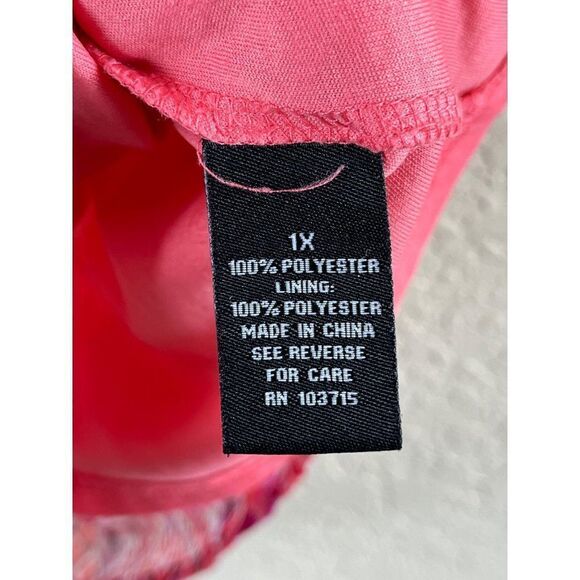 1X
100% POLYESTER
LINING:
100% POLYESTER
MADE IN CHINA
SEE REVERSE
FOR CARE
RN 103715